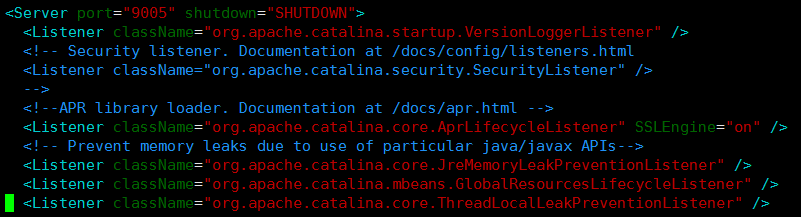 <Server port="9005" shutdown="SHUTDOWN">
  <Listener className="org.apache.catalina.startup.VersionLoggerListener" />
  <!-- Security listener. Documentation at /docs/config/listeners.html
  <Listener className="org.apache.catalina.security.SecurityListener" />
  -->
  <!--APR library loader. Documentation at /docs/apr.html -->
  <Listener className="org.apache.catalina.core.AprLifecycleListener" SSLEngine="on" />
  <!-- Prevent memory leaks due to use of particular java/javax APIs-->
  <Listener className="org.apache.catalina.core.JreMemoryLeakPreventionListener" />
  <Listener className="org.apache.catalina.mbeans.GlobalResourcesLifecycleListener" />
  <Listener className="org.apache.catalina.core.ThreadLocalLeakPreventionListener" />